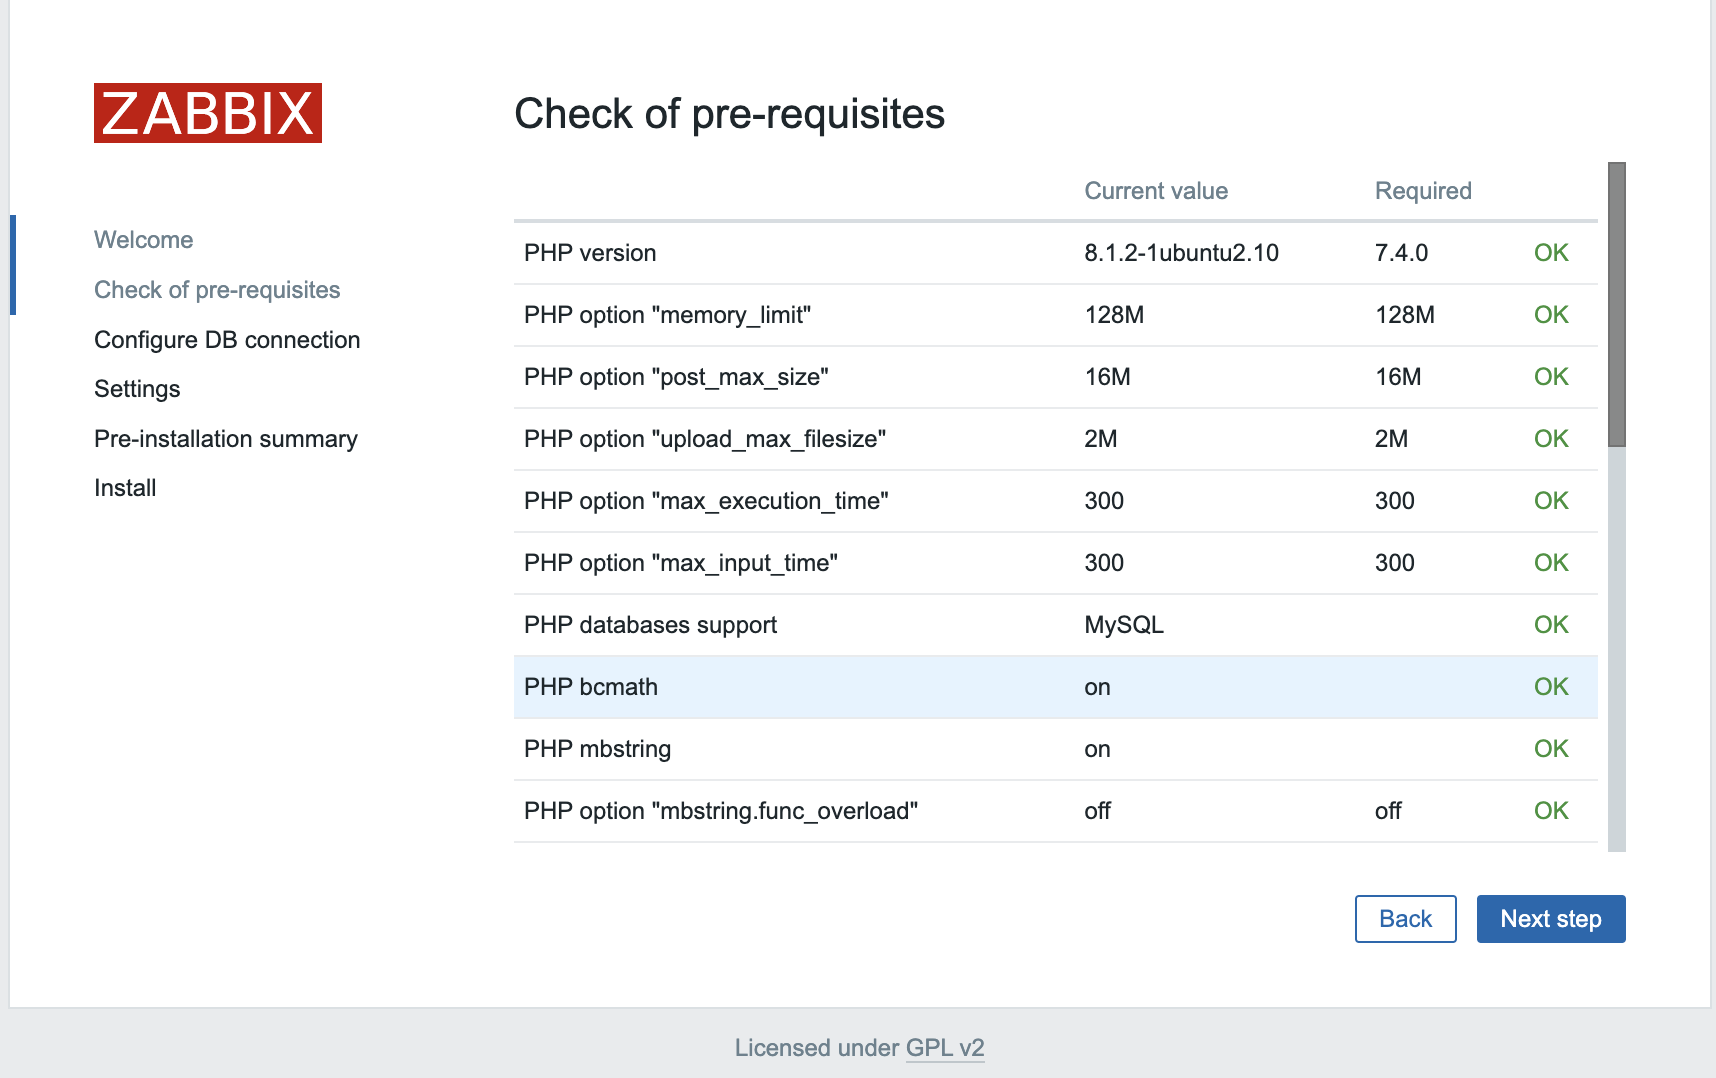 ZABBIX
Check of pre-requisites
Welcome
Check of pre-requisites
Configure DB connection
Settings
Pre-installation summary
Install
Current value Required
PHP version 8.1.2-1ubuntu2.10 7.4.0 OK
PHP option "memory_limit" 128M 128M OK
PHP option "post_max_size" 16M 16M OK
PHP option "upload_max_filesize" 2M 2M OK
PHP option "max_execution_time" 300 300 OK
PHP option "max_input_time" 300 300 OK
PHP databases support MySQL OK
PHP bcmath on OK
PHP mbstring on OK
PHP option "mbstring.func_overload" off off OK
Back Next step
Licensed under GPL v2